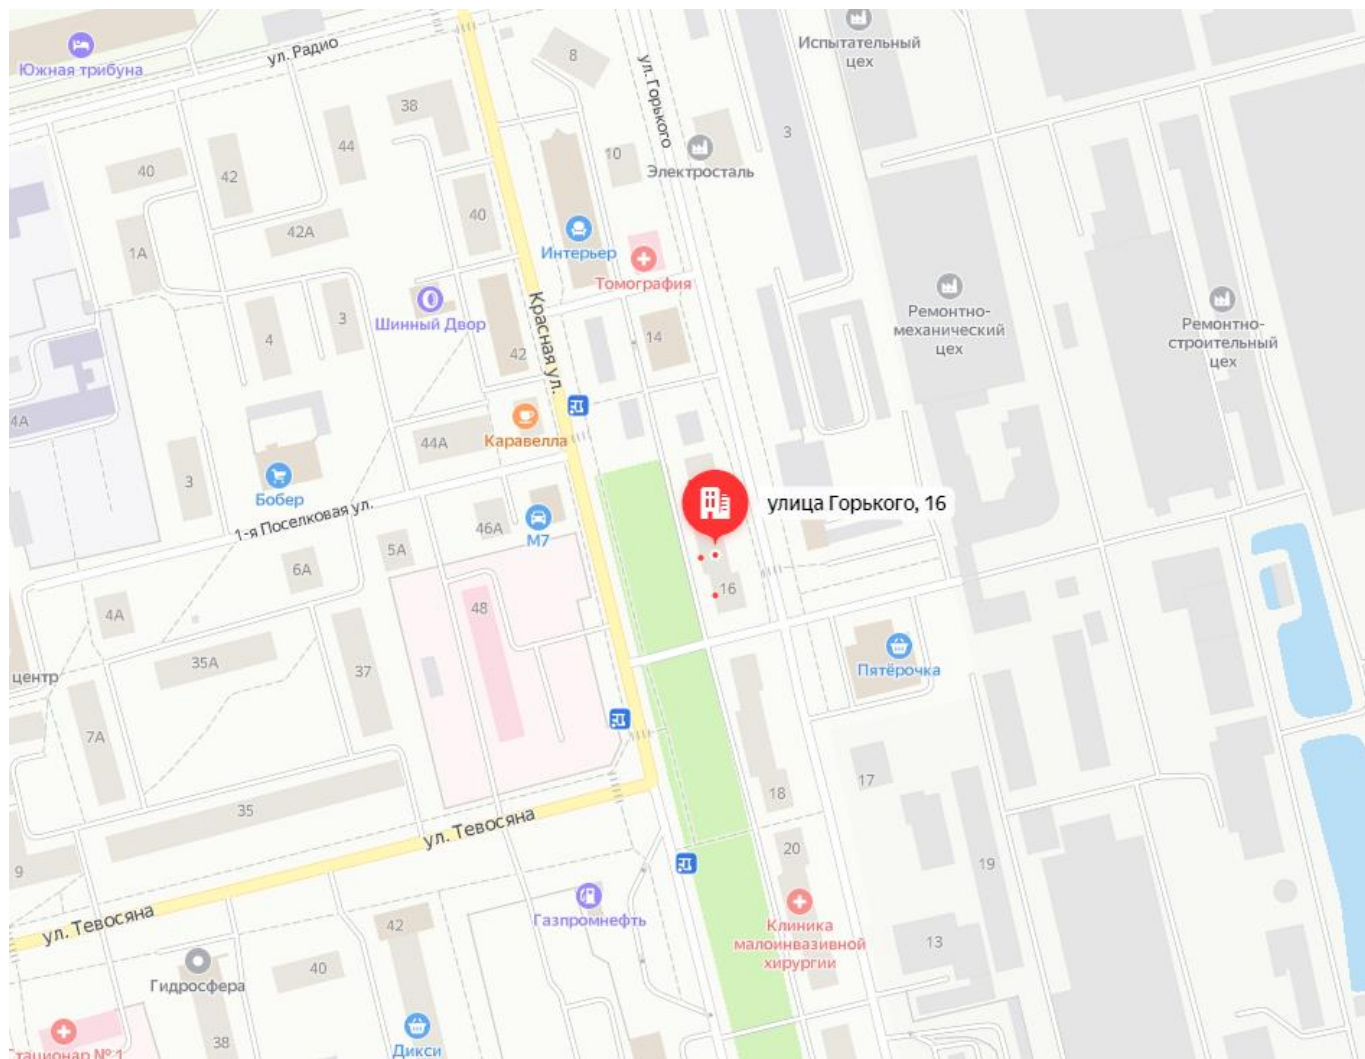 Испытательный
цех
8
ул. Радио
Южная трибуна
ул. Горького
38
3
44
10
Электросталь
40
42
40
42А
1А
Интерьер
Томография
Ремонтно-
механический
цех
Ремонтно-
строительный
цех
Шинный Двор
3
4
Красная ул.
14
42
4А
Каравелла
44А
3
Бобер
улица Горького, 16
1-я Поселковая ул.
46А
М7
5А
6А
16
48
4А
35А
37
центр
Пятёрочка
7А
17
18
35
ул. Тевосяна
20
19
9
Газпромнефть
ул. Тевосяна
42
Клиника
малоинвазивной
хирургии
13
40
Гидросфера
38
Дикси
тационар № 1